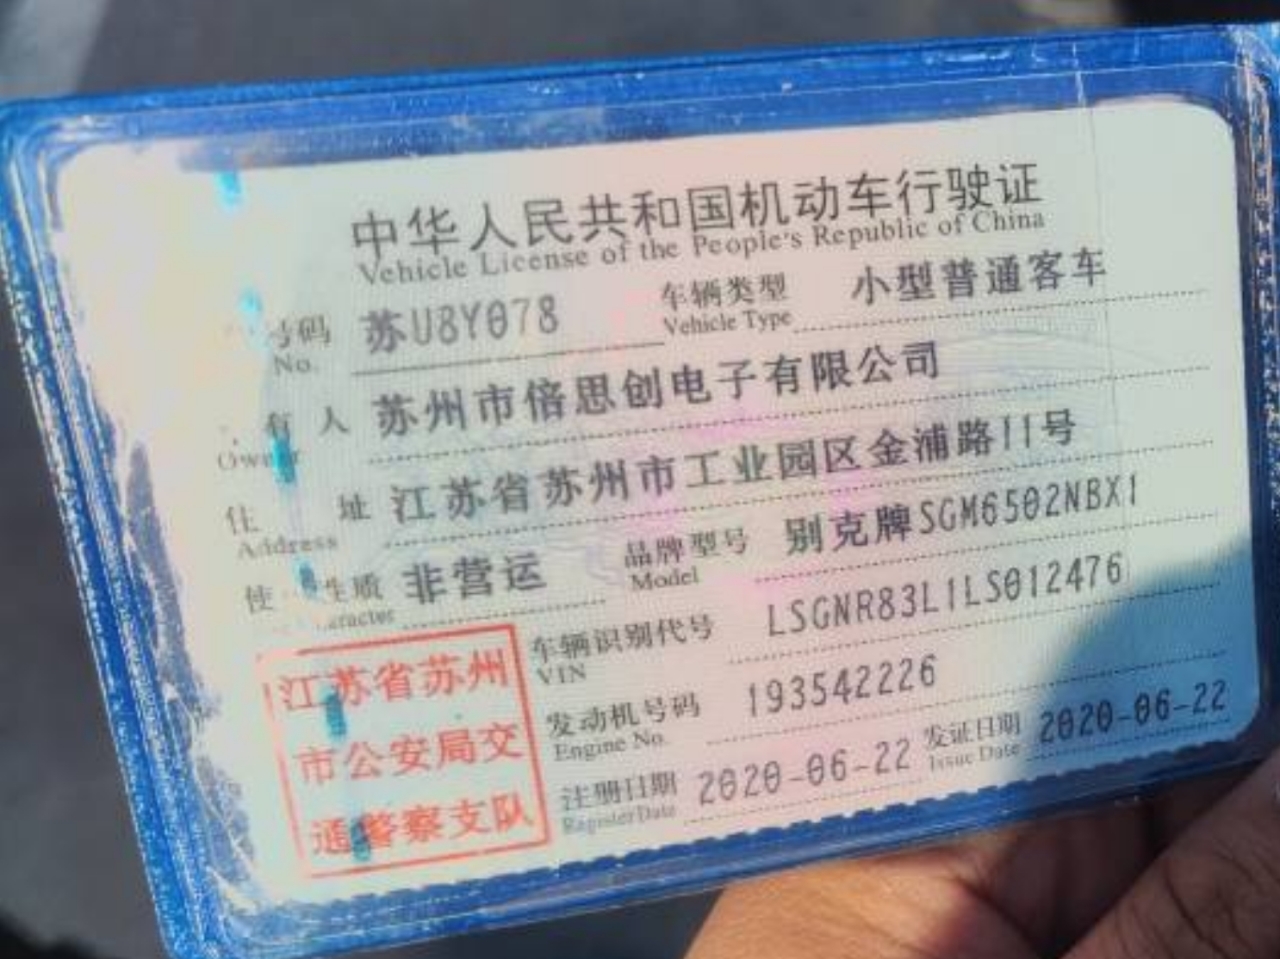 中华人民共和国机动车行驶证
Vehicle License of the People's Republic of China
号码 苏U8Y078 车辆类型 小型普通客车
No. Vehicle Type
有人 苏州市倍思创电子有限公司
Owner
住址 江苏省苏州市工业园区金浦路11号
Address
使 性质 非营运 品牌型号 别克牌SGM6502NBX1
Model
车辆识别代号 LSGNR83L1LS012476
VIN
发动机号码 193542226
Engine No.
注册日期 2020-06-22 发证日期 2020-06-22
Register Date Issue Date
江苏省苏州
市公安局交
通警察支队